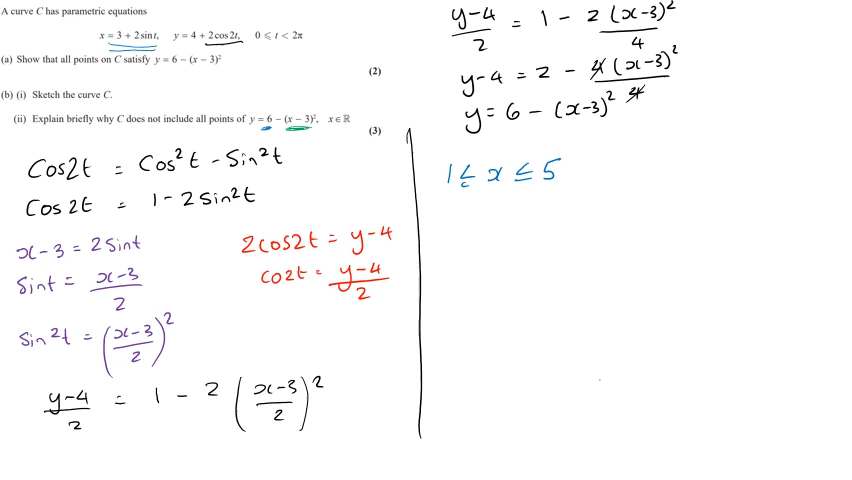 A curve C has parametric equations
x = 3 + 2 sin t, y = 4 + 2 cos 2t, 0 ⩽ t < 2π
(a) Show that all points on C satisfy y = 6 − (x − 3)²
(2)
(b) (i) Sketch the curve C.
(ii) Explain briefly why C does not include all points of y = 6 − (x − 3)², x ∈ ℝ
(3)
Cos2t = Cos²t - Sin²t
Cos2t = 1 - 2Sin²t
x-3 = 2Sint
Sint = (x-3)/2
Sin²t = ((x-3)/2)²
2cos2t = y-4
co2t = (y-4)/2
(y-4)/2 = 1 - 2((x-3)/2)²
(y-4)/2 = 1 - 2(x-3)²/4
y-4 = 2 - 4(x-3)²/4
y = 6 - (x-3)²
1 ≤ x ≤ 5